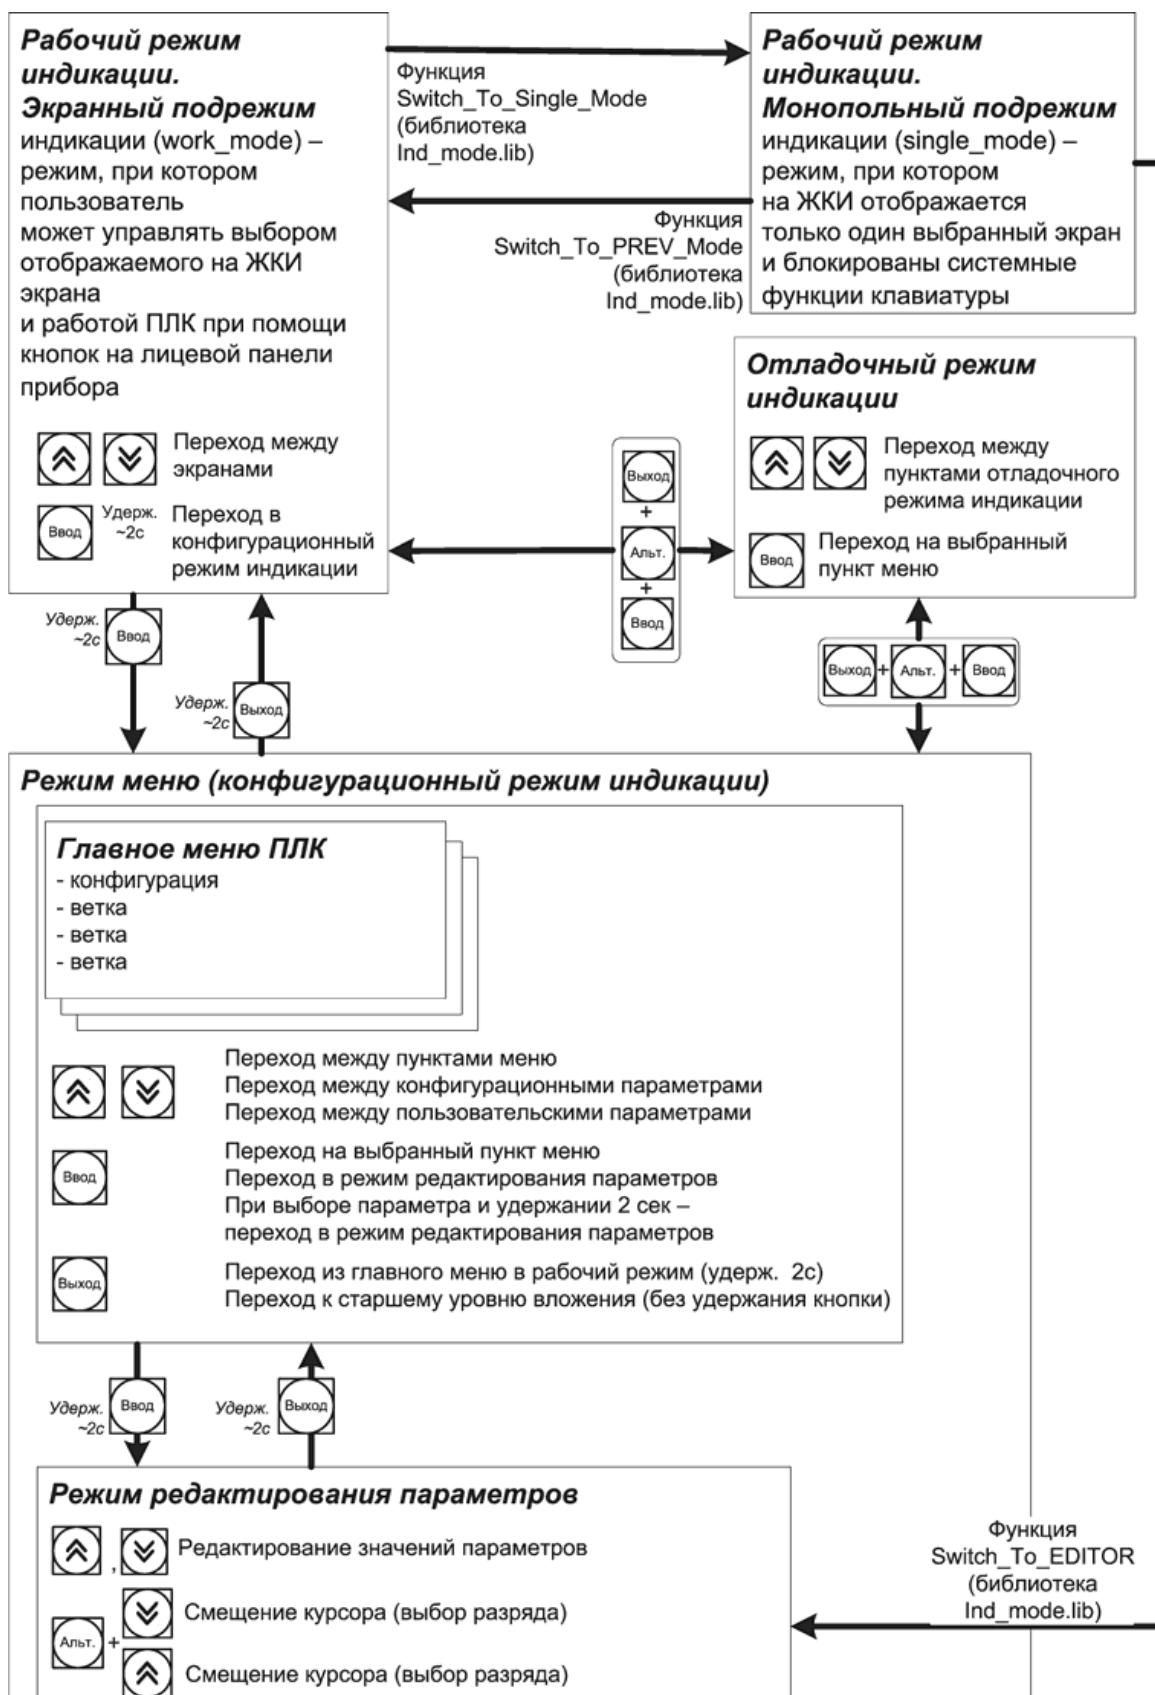 Рабочий режим
индикации.
Экранный подрежим
индикации (work_mode) –
режим, при котором
пользователь
может управлять выбором
отображаемого на ЖКИ
экрана
и работой ПЛК при помощи
кнопок на лицевой панели
прибора
Переход между
экранами
Ввод
Удерж.
~2с
Переход в
конфигурационный
режим индикации
Функция
Switch_To_Single_Mode
(библиотека
Ind_mode.lib)
Функция
Switch_To_PREV_Mode
(библиотека
Ind_mode.lib)
Рабочий режим
индикации.
Монопольный подрежим
индикации (single_mode) –
режим, при котором
на ЖКИ отображается
только один выбранный экран
и блокированы системные
функции клавиатуры
Отладочный режим
индикации
Переход между
пунктами отладочного
режима индикации
Ввод
Переход на выбранный
пункт меню
Выход
+
Альт.
+
Ввод
Удерж.
~2с
Ввод
Удерж.
~2с
Выход
Выход + Альт. + Ввод
Режим меню (конфигурационный режим индикации)
Главное меню ПЛК
- конфигурация
- ветка
- ветка
- ветка
Переход между пунктами меню
Переход между конфигурационными параметрами
Переход между пользовательскими параметрами
Ввод
Переход на выбранный пункт меню
Переход в режим редактирования параметров
При выборе параметра и удержании 2 сек –
переход в режим редактирования параметров
Выход
Переход из главного меню в рабочий режим (удерж. 2с)
Переход к старшему уровню вложения (без удержания кнопки)
Удерж.
~2с
Ввод
Удерж.
~2с
Выход
Режим редактирования параметров
, Редактирование значений параметров
Альт. +
Смещение курсора (выбор разряда)
Смещение курсора (выбор разряда)
Функция
Switch_To_EDITOR
(библиотека
Ind_mode.lib)